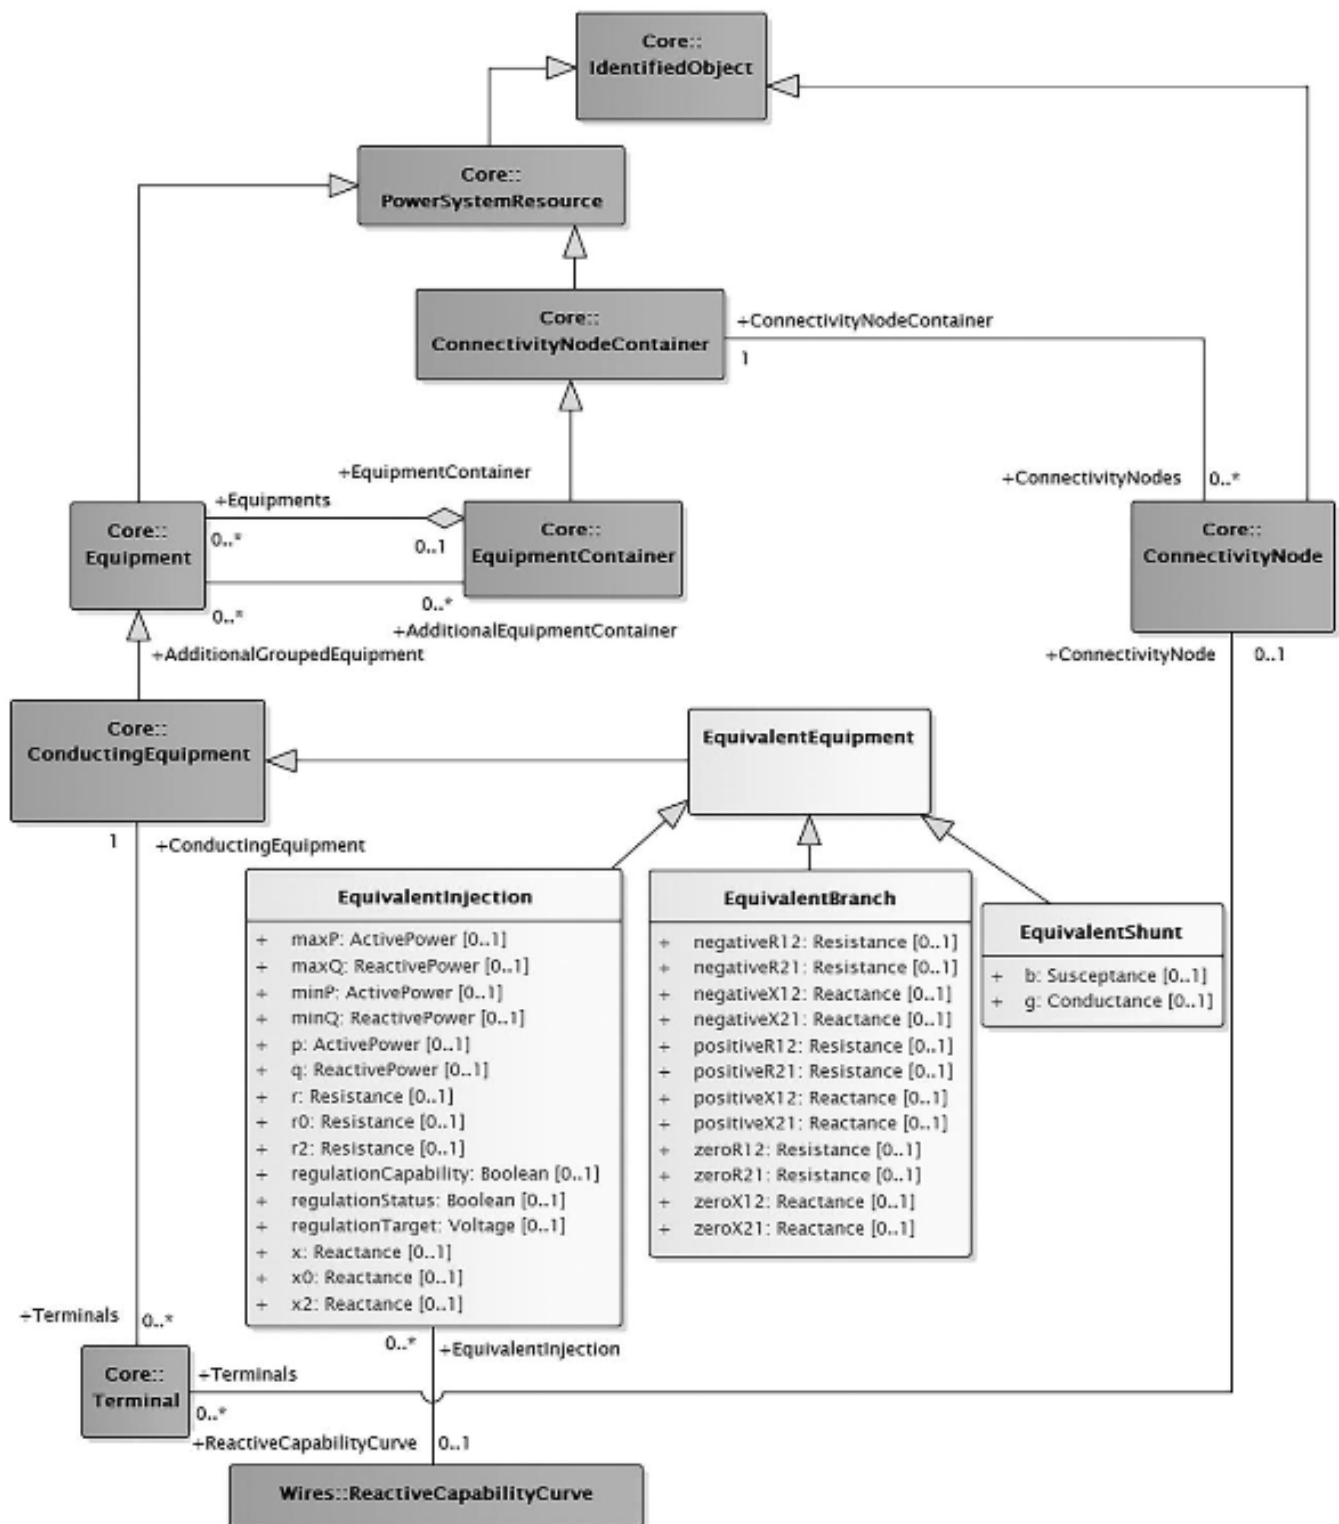 Core::
IdentifiedObject
Core::
PowerSystemResource
Core::
ConnectivityNodeContainer
+ConnectivityNodeContainer
1
+EquipmentContainer
+Equipments
0..*
0..1
+ConnectivityNodes
0..*
Core::
Equipment
Core::
EquipmentContainer
Core::
ConnectivityNode
0..*
0..*
+AdditionalEquipmentContainer
+AdditionalGroupedEquipment
+ConnectivityNode
0..1
Core::
ConductingEquipment
EquivalentEquipment
1
+ConductingEquipment
EquivalentInjection
+ maxP: ActivePower [0..1]
+ maxQ: ReactivePower [0..1]
+ minP: ActivePower [0..1]
+ minQ: ReactivePower [0..1]
+ p: ActivePower [0..1]
+ q: ReactivePower [0..1]
+ r: Resistance [0..1]
+ r0: Resistance [0..1]
+ r2: Resistance [0..1]
+ regulationCapability: Boolean [0..1]
+ regulationStatus: Boolean [0..1]
+ regulationTarget: Voltage [0..1]
+ x: Reactance [0..1]
+ x0: Reactance [0..1]
+ x2: Reactance [0..1]
EquivalentBranch
+ negativeR12: Resistance [0..1]
+ negativeR21: Resistance [0..1]
+ negativeX12: Reactance [0..1]
+ negativeX21: Reactance [0..1]
+ positiveR12: Resistance [0..1]
+ positiveR21: Resistance [0..1]
+ positiveX12: Reactance [0..1]
+ positiveX21: Reactance [0..1]
+ zeroR12: Resistance [0..1]
+ zeroR21: Resistance [0..1]
+ zeroX12: Reactance [0..1]
+ zeroX21: Reactance [0..1]
EquivalentShunt
+ b: Susceptance [0..1]
+ g: Conductance [0..1]
+Terminals
0..*
0..*
+EquivalentInjection
Core::
Terminal
+Terminals
0..*
+ReactiveCapabilityCurve
0..1
Wires::ReactiveCapabilityCurve